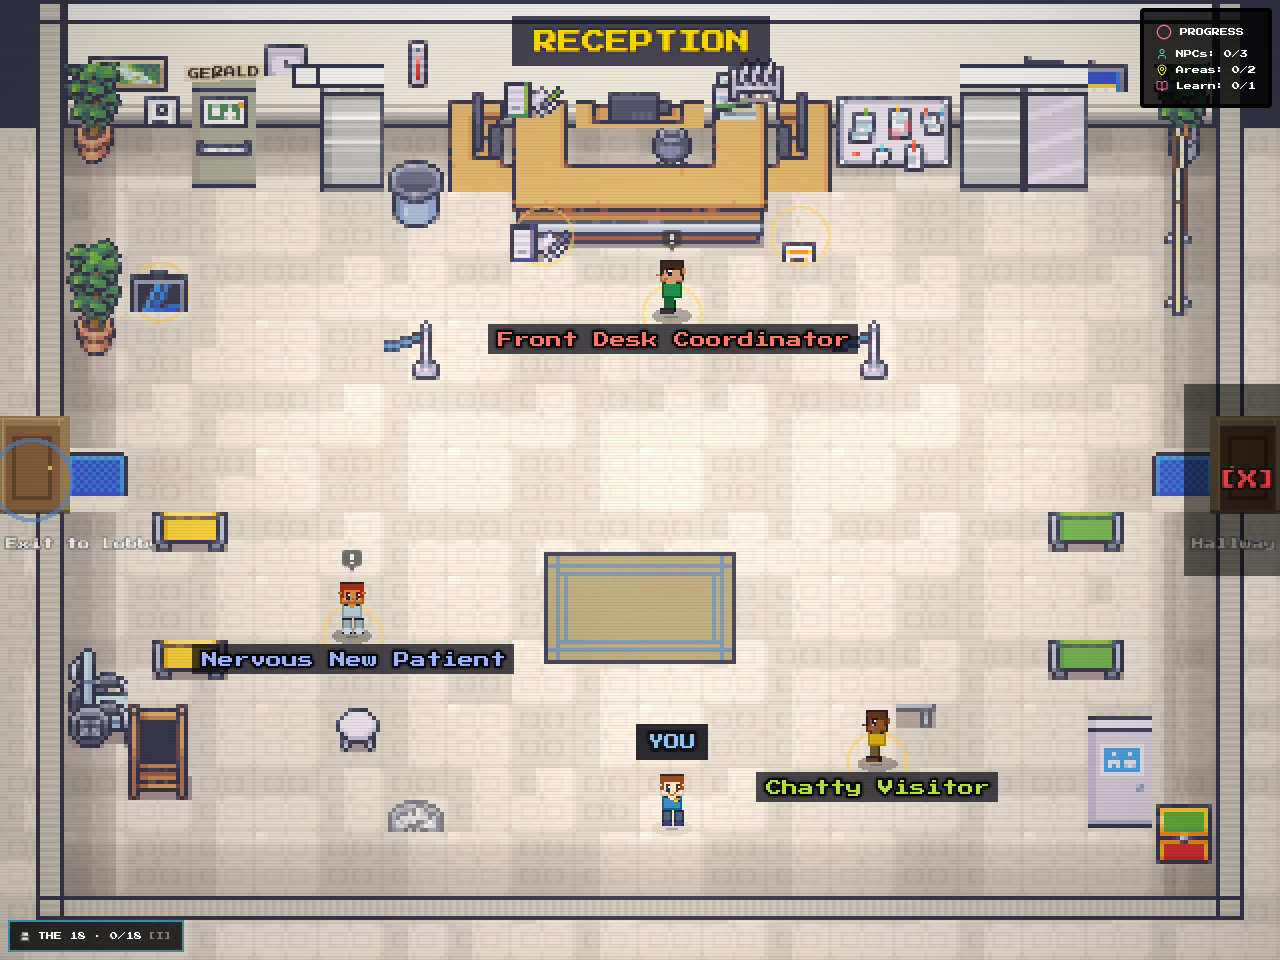 RECEPTION
PROGRESS
NPCs: 0/3
Areas: 0/2
Learn: 0/1
GERALD
!
Front Desk Coordinator
[X]
Exit to Lobb
Hallway
!
Nervous New Patient
YOU
Chatty Visitor
THE 18 · 0/18 [I]